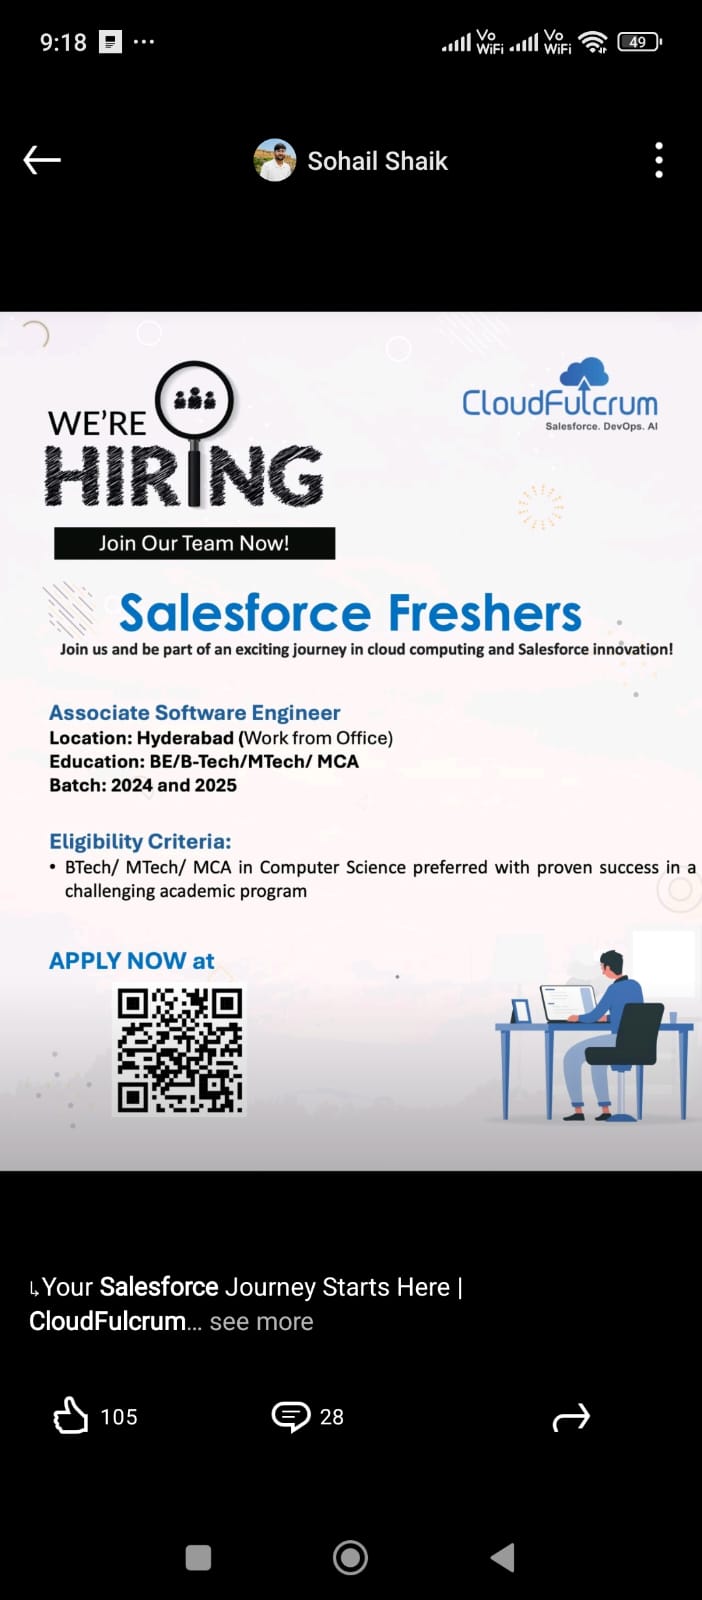 9:18
Vo
WiFi
Vo
WiFi
49
Sohail Shaik
WE'RE
HIRING
Join Our Team Now!
CloudFulcrum
Salesforce. DevOps. AI
Salesforce Freshers
Join us and be part of an exciting journey in cloud computing and Salesforce innovation!
Associate Software Engineer
Location: Hyderabad (Work from Office)
Education: BE/B-Tech/MTech/ MCA
Batch: 2024 and 2025
Eligibility Criteria:
• BTech/ MTech/ MCA in Computer Science preferred with proven success in a
challenging academic program
APPLY NOW at
↳Your Salesforce Journey Starts Here |
CloudFulcrum... see more
105
28